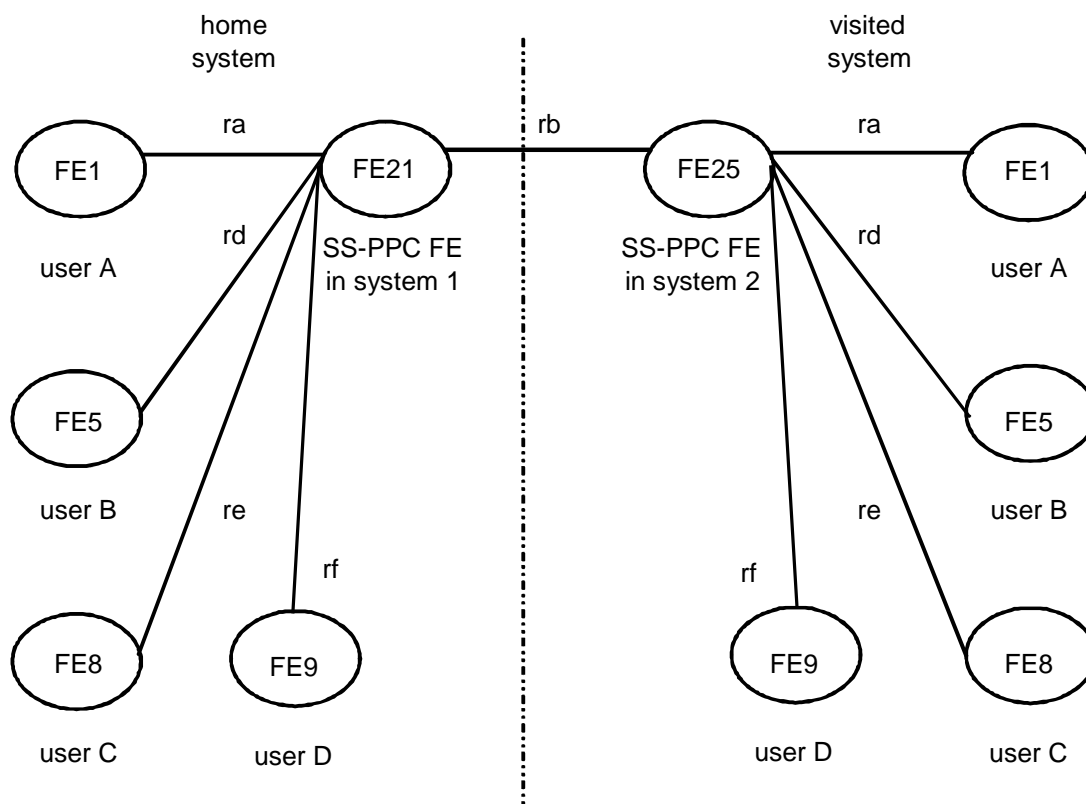 home
system
visited
system
ra
rb
ra
FE1
FE21
FE25
FE1
rd
rd
user A
SS-PPC FE
in system 1
SS-PPC FE
in system 2
user A
FE5
FE5
user B
re
re
user B
rf
rf
FE8
FE9
FE9
FE8
user C
user D
user D
user C